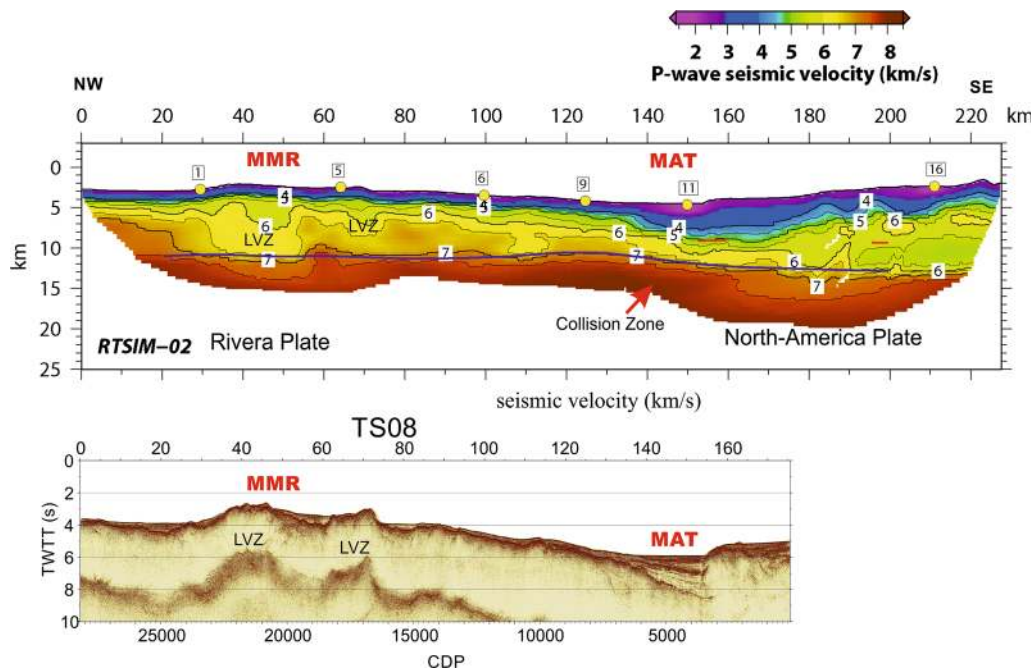 2 3 4 5 6 7 8
P-wave seismic velocity (km/s)
NW SE
0 20 40 60 80 100 120 140 160 180 200 220 km
MMR MAT
0
5
10
15
20
25
km
1 5 6 9 11 16
4 5 6 4 5 6 4 5 6 4 5 6
6 LVZ LVZ 6 7 7 7 6 7 6
Collision Zone
RTSIM–02 Rivera Plate North-America Plate
seismic velocity (km/s)
TS08
0 20 40 60 80 100 120 140 160
MMR
LVZ LVZ MAT
0
2
4
6
8
10
TWTT (s)
25000 20000 15000 10000 5000
CDP